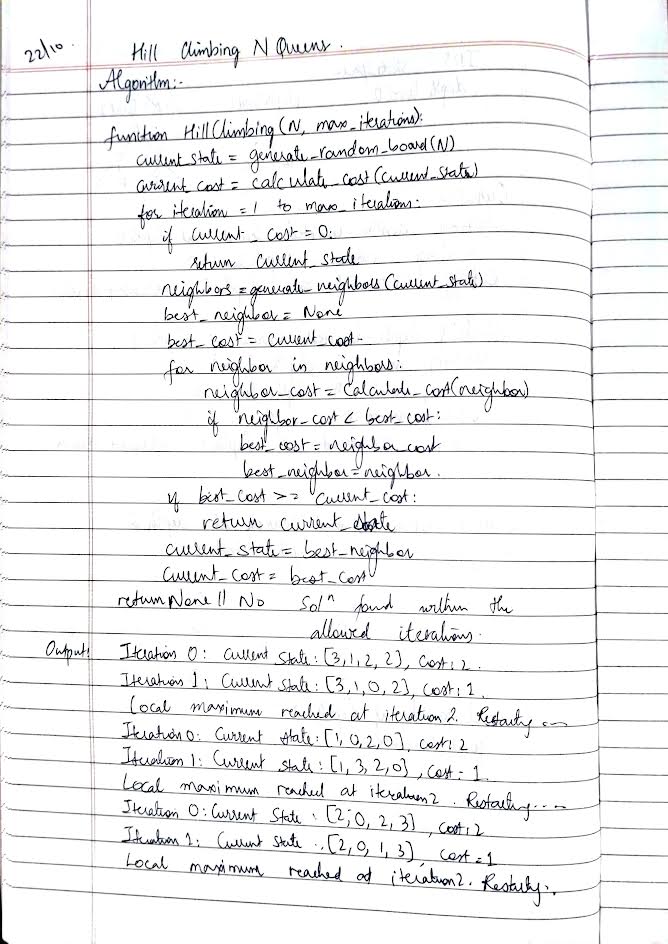 22/10.
Hill Climbing N Queens.
Algorithm:-
function HillClimbing(N, max_iterations):
current_state = generate_random_board(N)
current_cost = calculate_cost(current_state)
for iteration = 1 to max_iterations:
if current_cost = 0:
return current_state
neighbors = generate_neighbors(current_state)
best_neighbor = None
best_cost = current_cost.
for neighbor in neighbors:
neighbor_cost = Calculate_cost(neighbor)
if neighbor_cost < best_cost:
best_cost = neighbor_cost
best_neighbor = neighbor.
if best_cost >= current_cost:
return current_state
current_state = best_neighbor
current_cost = best_cost
return None // No Solⁿ found within the
allowed iterations.
Output: Iteration 0: Current State: [3,1,2,2], Cost: 2.
Iteration 1: Current State: [3,1,0,2], cost: 1.
Local maximum reached at iteration 2. Restarting
Iteration 0: Current State: [1,0,2,0], cost: 2
Iteration 1: Current State: [1,3,2,0], cost = 1.
Local maximum reached at iteration 2. Restarting....
Iteration 0: Current State: [2,0,2,3], cost: 2
Iteration 1: Current State: [2,0,1,3], cost = 1
Local maximum reached at iteration 2. Restarting..